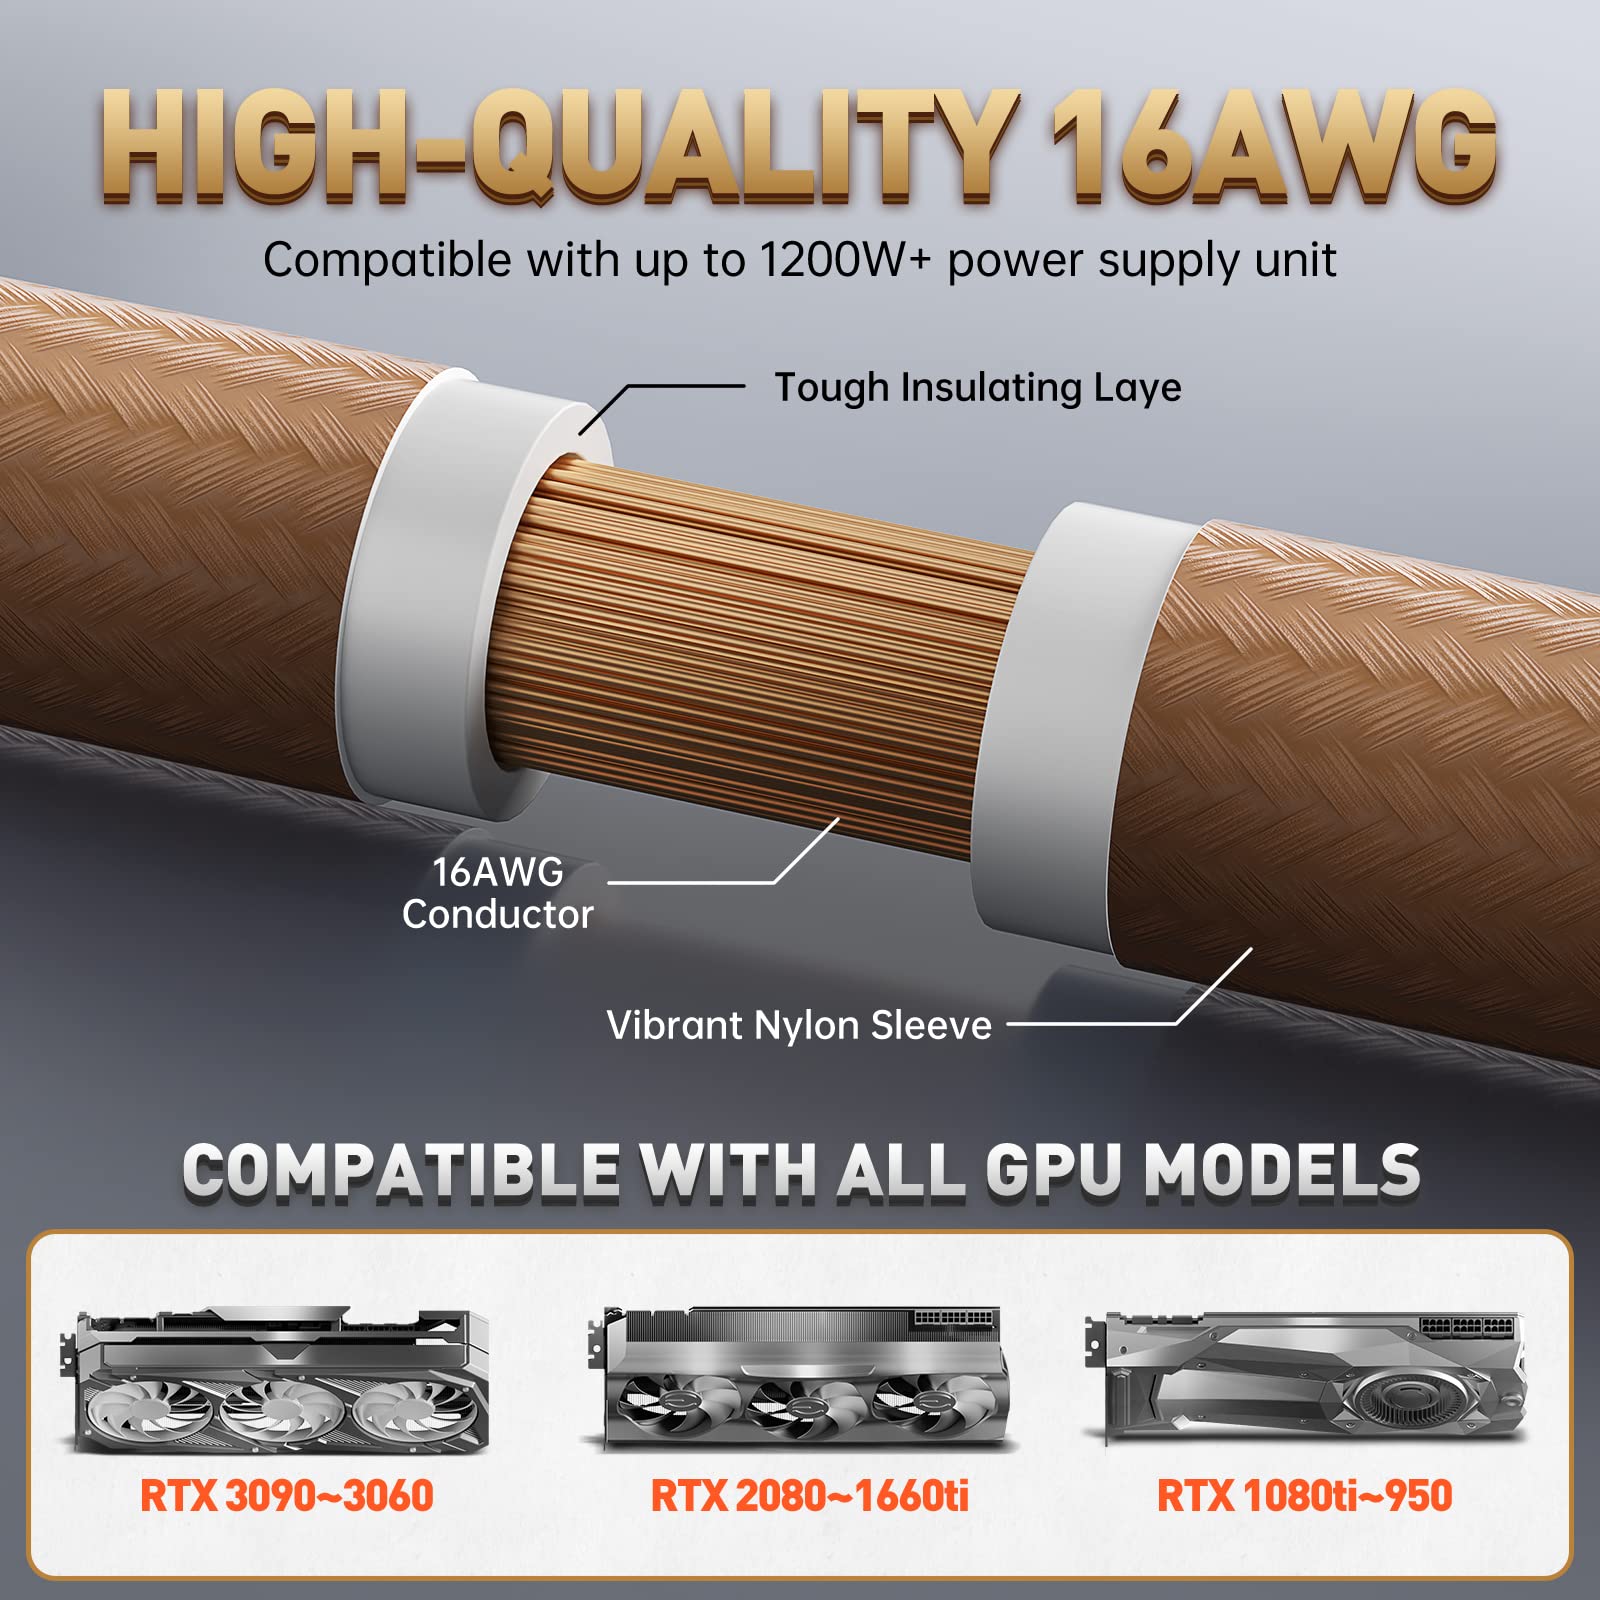 HIGH-QUALITY 16AWG
Compatible with up to 1200W+ power supply unit
Tough Insulating Laye
16AWG
Conductor
Vibrant Nylon Sleeve
COMPATIBLE WITH ALL GPU MODELS
RTX 3090~3060
RTX 2080~1660ti
RTX 1080ti~950